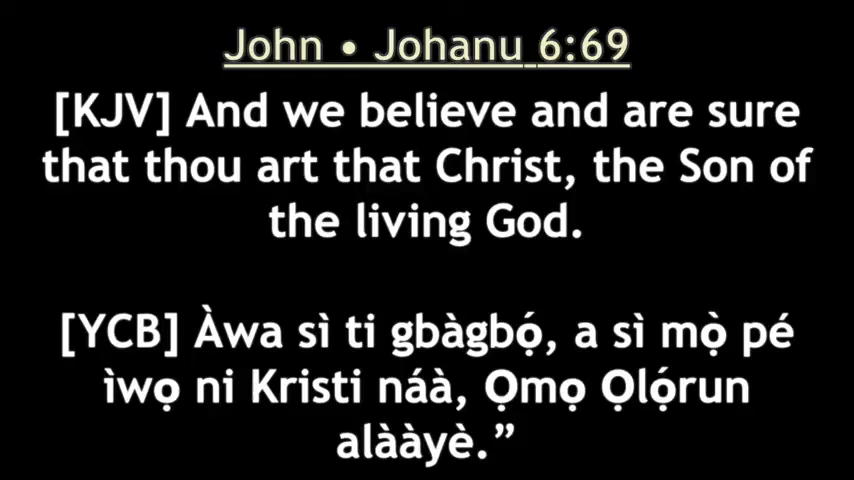 John • Johanu 6:69
[KJV] And we believe and are sure
that thou art that Christ, the Son of
the living God.
[YCB] Àwa sì ti gbàgbọ́, a sì mọ̀ pé
ìwọ ni Kristi náà, Ọmọ Ọlọ́run
alààyè.”